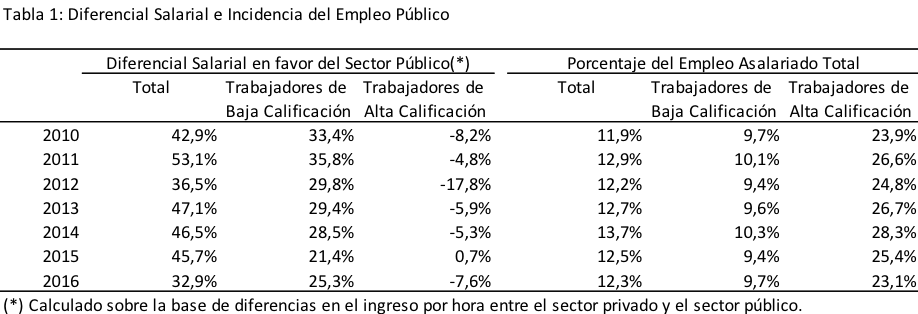 Tabla 1: Diferencial Salarial e Incidencia del Empleo Público
Diferencial Salarial en favor del Sector Público(*) Porcentaje del Empleo Asalariado Total
Total Trabajadores de Trabajadores de Total Trabajadores de Trabajadores de
Baja Calificación Alta Calificación Baja Calificación Alta Calificación
2010 42,9% 33,4% -8,2% 11,9% 9,7% 23,9%
2011 53,1% 35,8% -4,8% 12,9% 10,1% 26,6%
2012 36,5% 29,8% -17,8% 12,2% 9,4% 24,8%
2013 47,1% 29,4% -5,9% 12,7% 9,6% 26,7%
2014 46,5% 28,5% -5,3% 13,7% 10,3% 28,3%
2015 45,7% 21,4% 0,7% 12,5% 9,4% 25,4%
2016 32,9% 25,3% -7,6% 12,3% 9,7% 23,1%
(*) Calculado sobre la base de diferencias en el ingreso por hora entre el sector privado y el sector público.